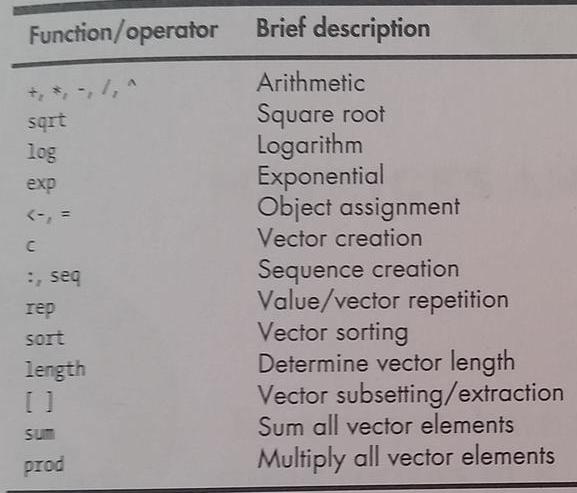 Function/operator Brief description
+, *, -, /, ^ Arithmetic
sqrt Square root
log Logarithm
exp Exponential
<-, = Object assignment
c Vector creation
:, seq Sequence creation
rep Value/vector repetition
sort Vector sorting
length Determine vector length
[ ] Vector subsetting/extraction
sum Sum all vector elements
prod Multiply all vector elements